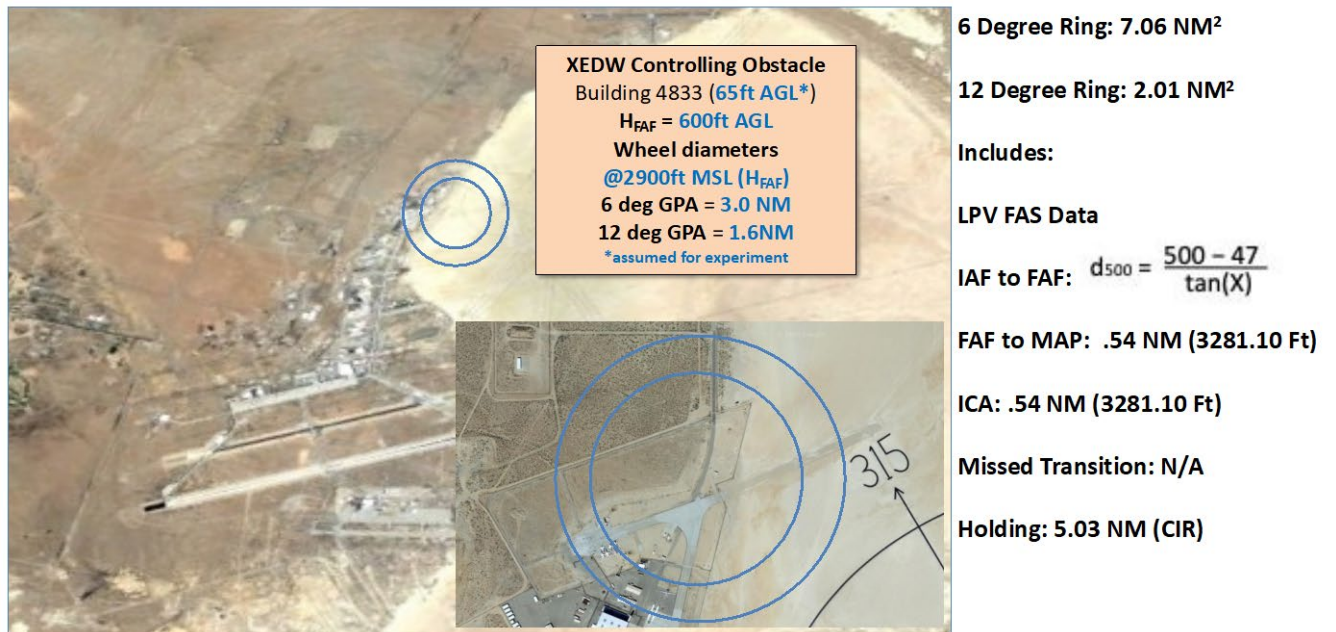 XEDW Controlling Obstacle
Building 4833 (65ft AGL*)
H_FAF = 600ft AGL
Wheel diameters
@2900ft MSL (H_FAF)
6 deg GPA = 3.0 NM
12 deg GPA = 1.6NM
*assumed for experiment
315
6 Degree Ring: 7.06 NM²
12 Degree Ring: 2.01 NM²
Includes:
LPV FAS Data
IAF to FAF: d500 = (500 – 47) / tan(X)
FAF to MAP: .54 NM (3281.10 Ft)
ICA: .54 NM (3281.10 Ft)
Missed Transition: N/A
Holding: 5.03 NM (CIR)